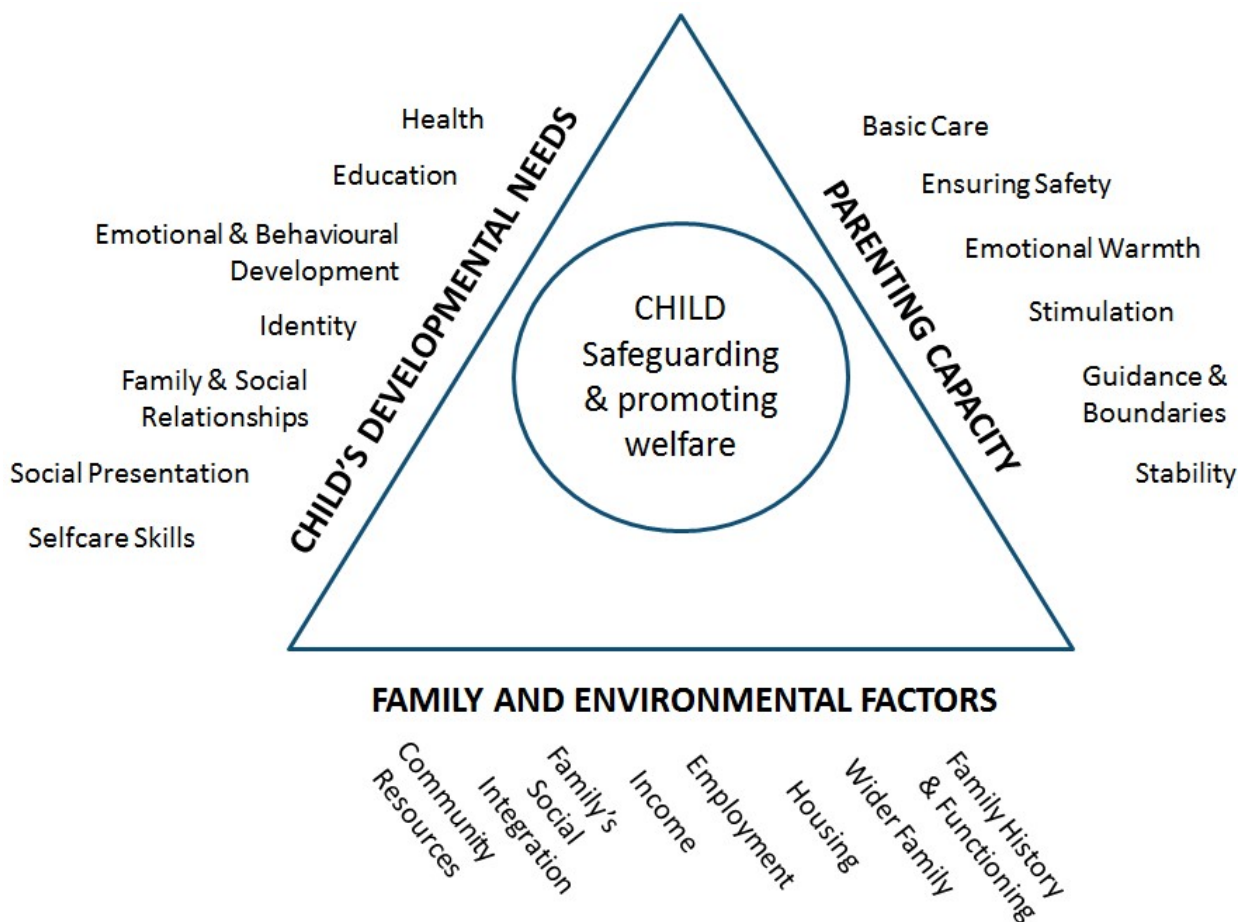 Health
Education
Emotional & Behavioural
Development
Identity
Family & Social
Relationships
Social Presentation
Selfcare Skills
CHILD'S DEVELOPMENTAL NEEDS
CHILD
Safeguarding
& promoting
welfare
PARENTING CAPACITY
Basic Care
Ensuring Safety
Emotional Warmth
Stimulation
Guidance &
Boundaries
Stability
FAMILY AND ENVIRONMENTAL FACTORS
Community
Resources
Family's
Social
Integration
Income
Employment
Housing
Wider Family
Family History
& Functioning